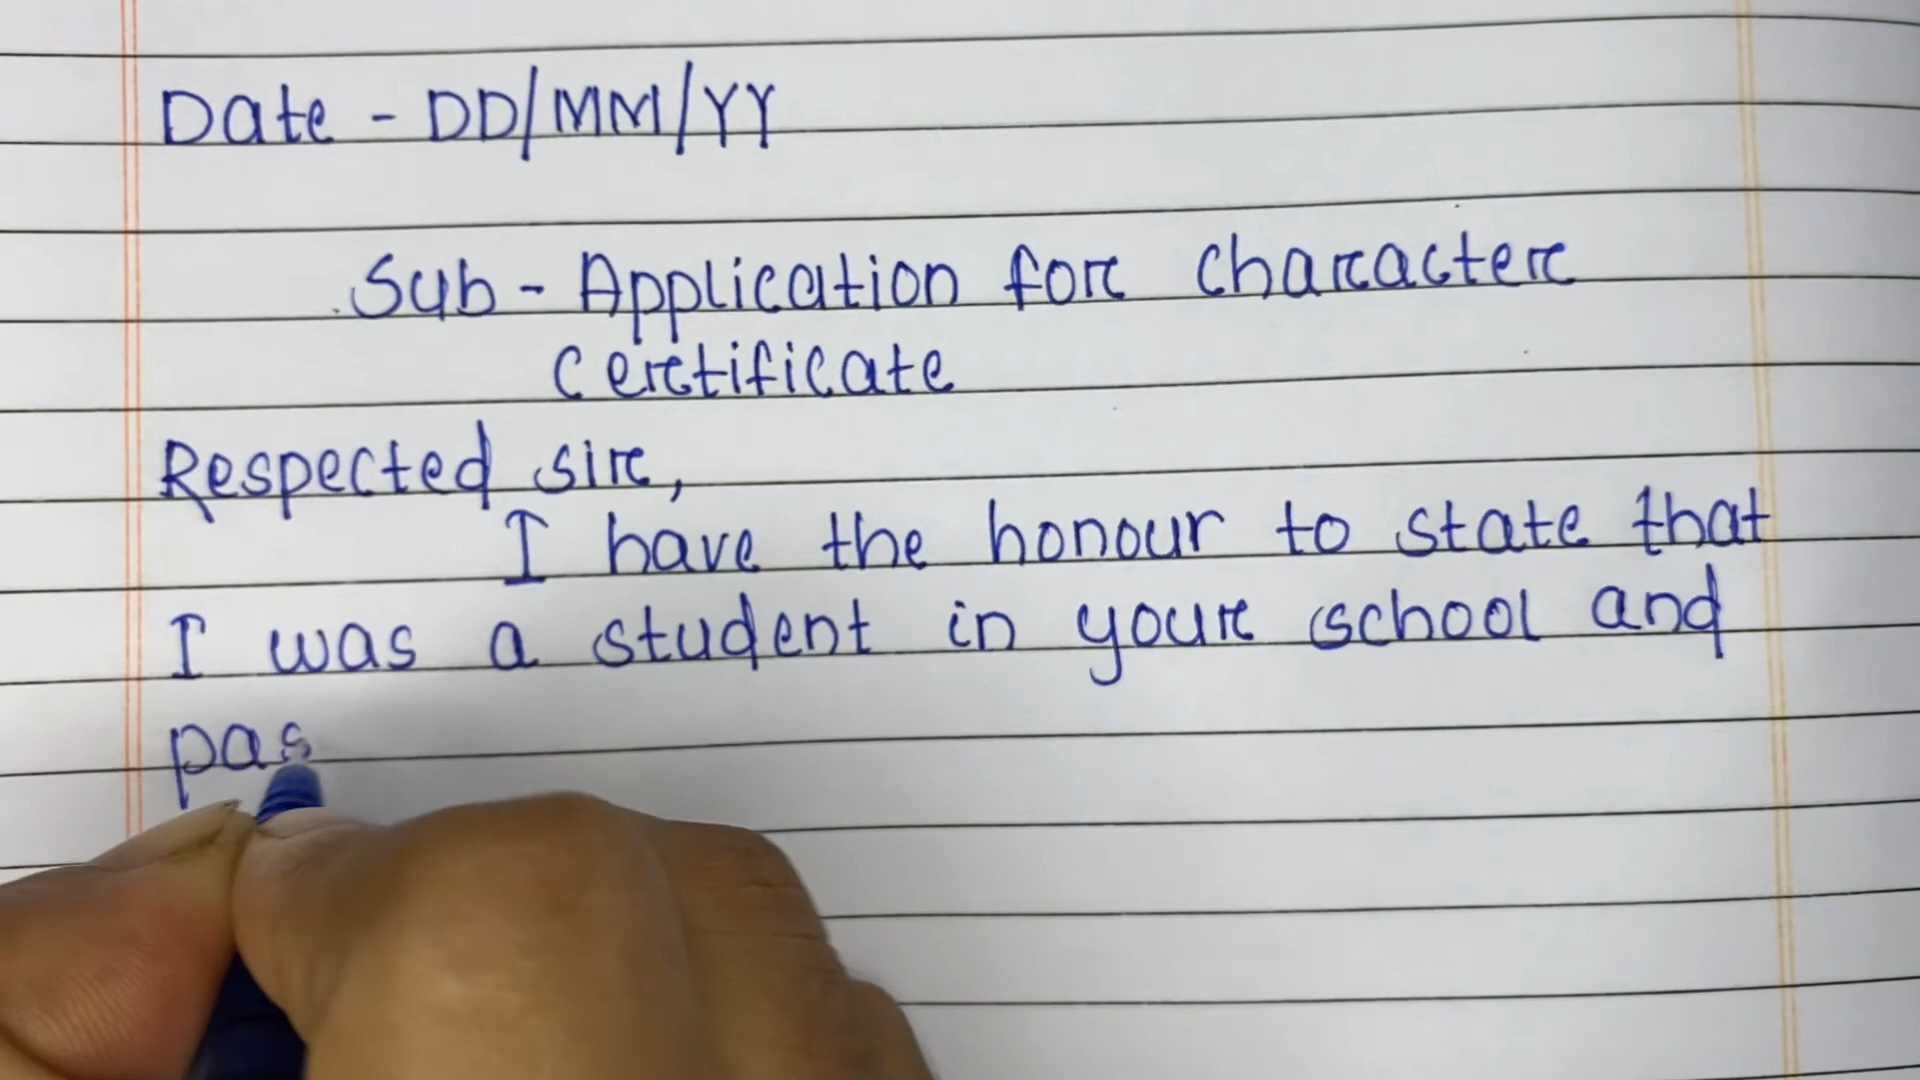 Date - DD/MM/YY
Sub - Application for character
certificate
Respected sir,
I have the honour to state that
I was a student in your school and
pas